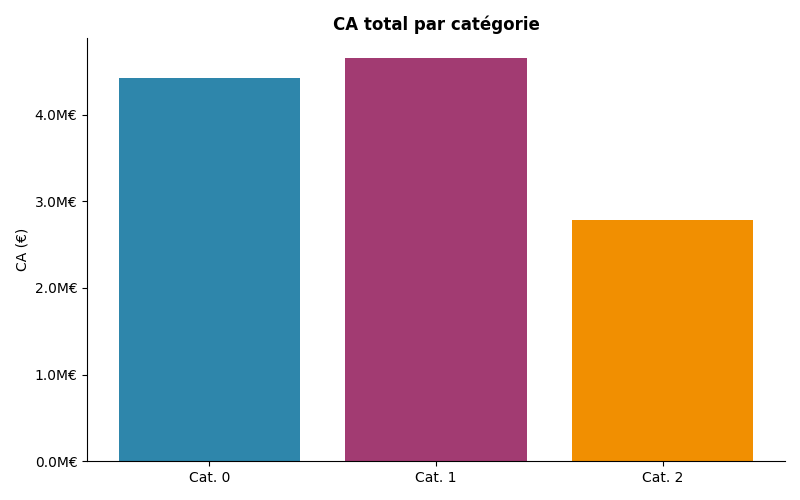 CA total par catégorie
CA (€)
4.0M€
3.0M€
2.0M€
1.0M€
0.0M€
Cat. 0
Cat. 1
Cat. 2